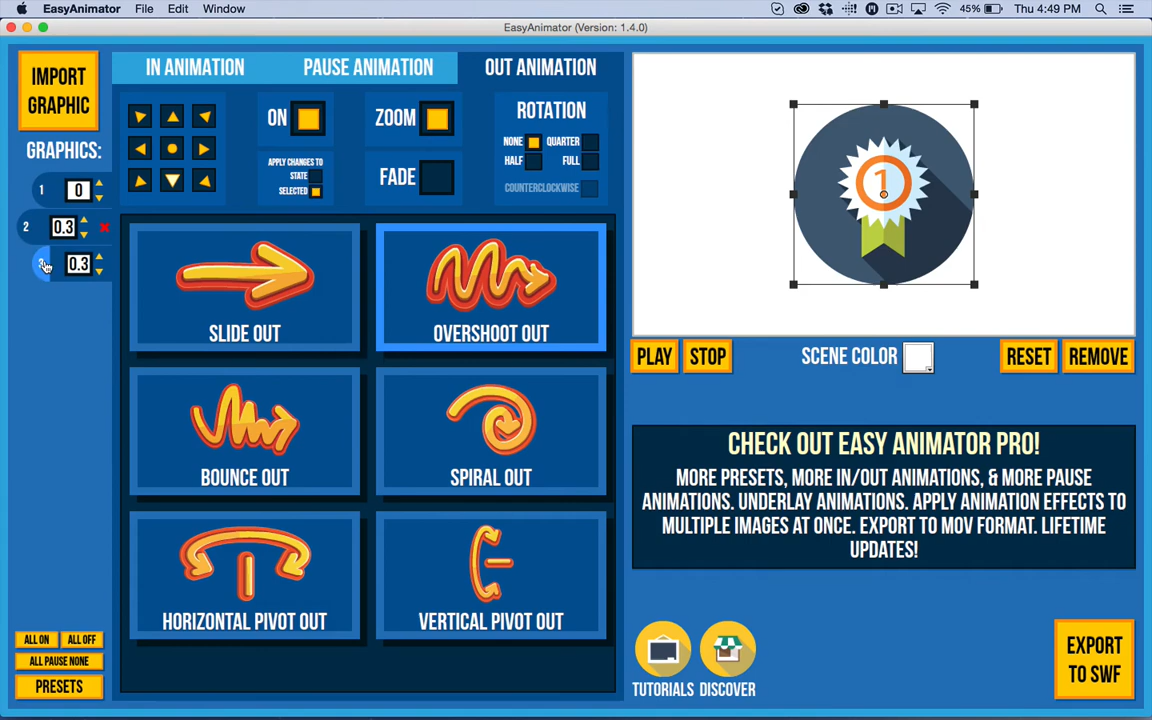 EasyAnimator File Edit Window
45% Thu 4:49 PM
EasyAnimator (Version: 1.4.0)
IMPORT
GRAPHIC
GRAPHICS:
1 0
2 0.3
0.3
IN ANIMATION PAUSE ANIMATION OUT ANIMATION
ON
ZOOM
APPLY CHANGES TO
STATE
SELECTED
FADE
ROTATION
NONE QUARTER
HALF FULL
COUNTERCLOCKWISE
SLIDE OUT
OVERSHOOT OUT
BOUNCE OUT
SPIRAL OUT
HORIZONTAL PIVOT OUT
VERTICAL PIVOT OUT
1
PLAY STOP SCENE COLOR RESET REMOVE
CHECK OUT EASY ANIMATOR PRO!
MORE PRESETS, MORE IN/OUT ANIMATIONS, & MORE PAUSE
ANIMATIONS. UNDERLAY ANIMATIONS. APPLY ANIMATION EFFECTS TO
MULTIPLE IMAGES AT ONCE. EXPORT TO MOV FORMAT. LIFETIME
UPDATES!
ALL ON ALL OFF
ALL PAUSE NONE
PRESETS
TUTORIALS DISCOVER
EXPORT
TO SWF